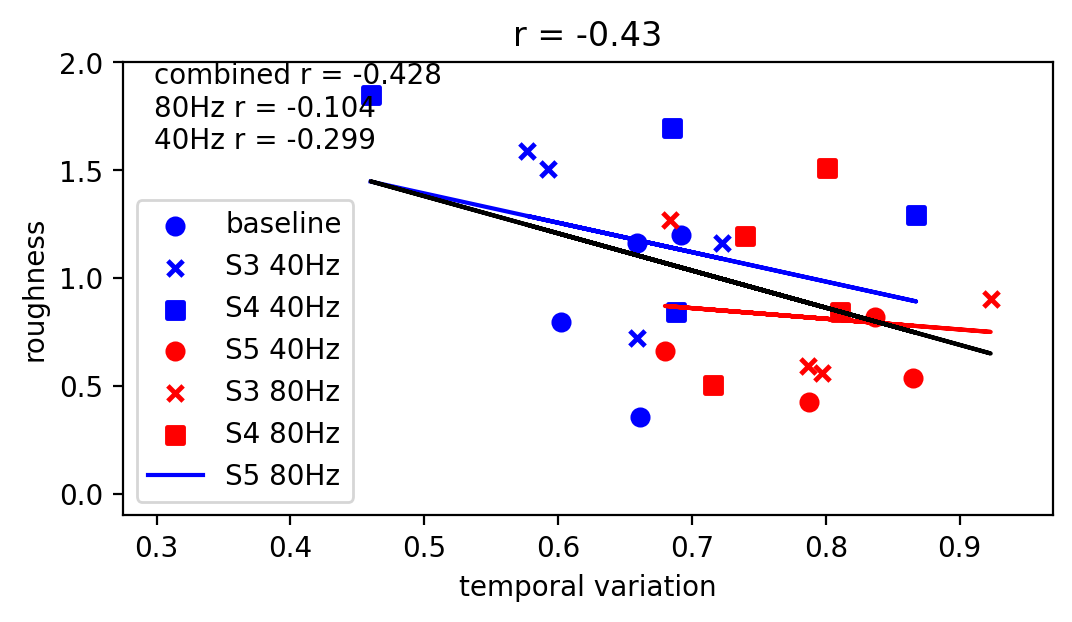 r = -0.43
combined r = -0.428
80Hz r = -0.104
40Hz r = -0.299
baseline
S3 40Hz
S4 40Hz
S5 40Hz
S3 80Hz
S4 80Hz
S5 80Hz
roughness
2.0
1.5
1.0
0.5
0.0
0.3 0.4 0.5 0.6 0.7 0.8 0.9
temporal variation